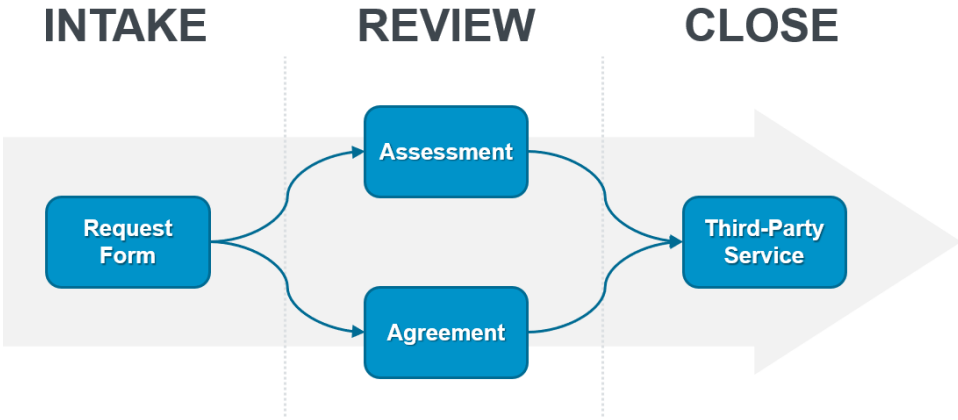 INTAKE
REVIEW
CLOSE
Request
Form
Assessment
Agreement
Third-Party
Service